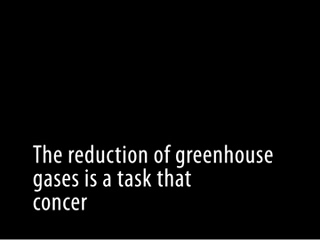 The reduction of greenhouse
gases is a task that
concer